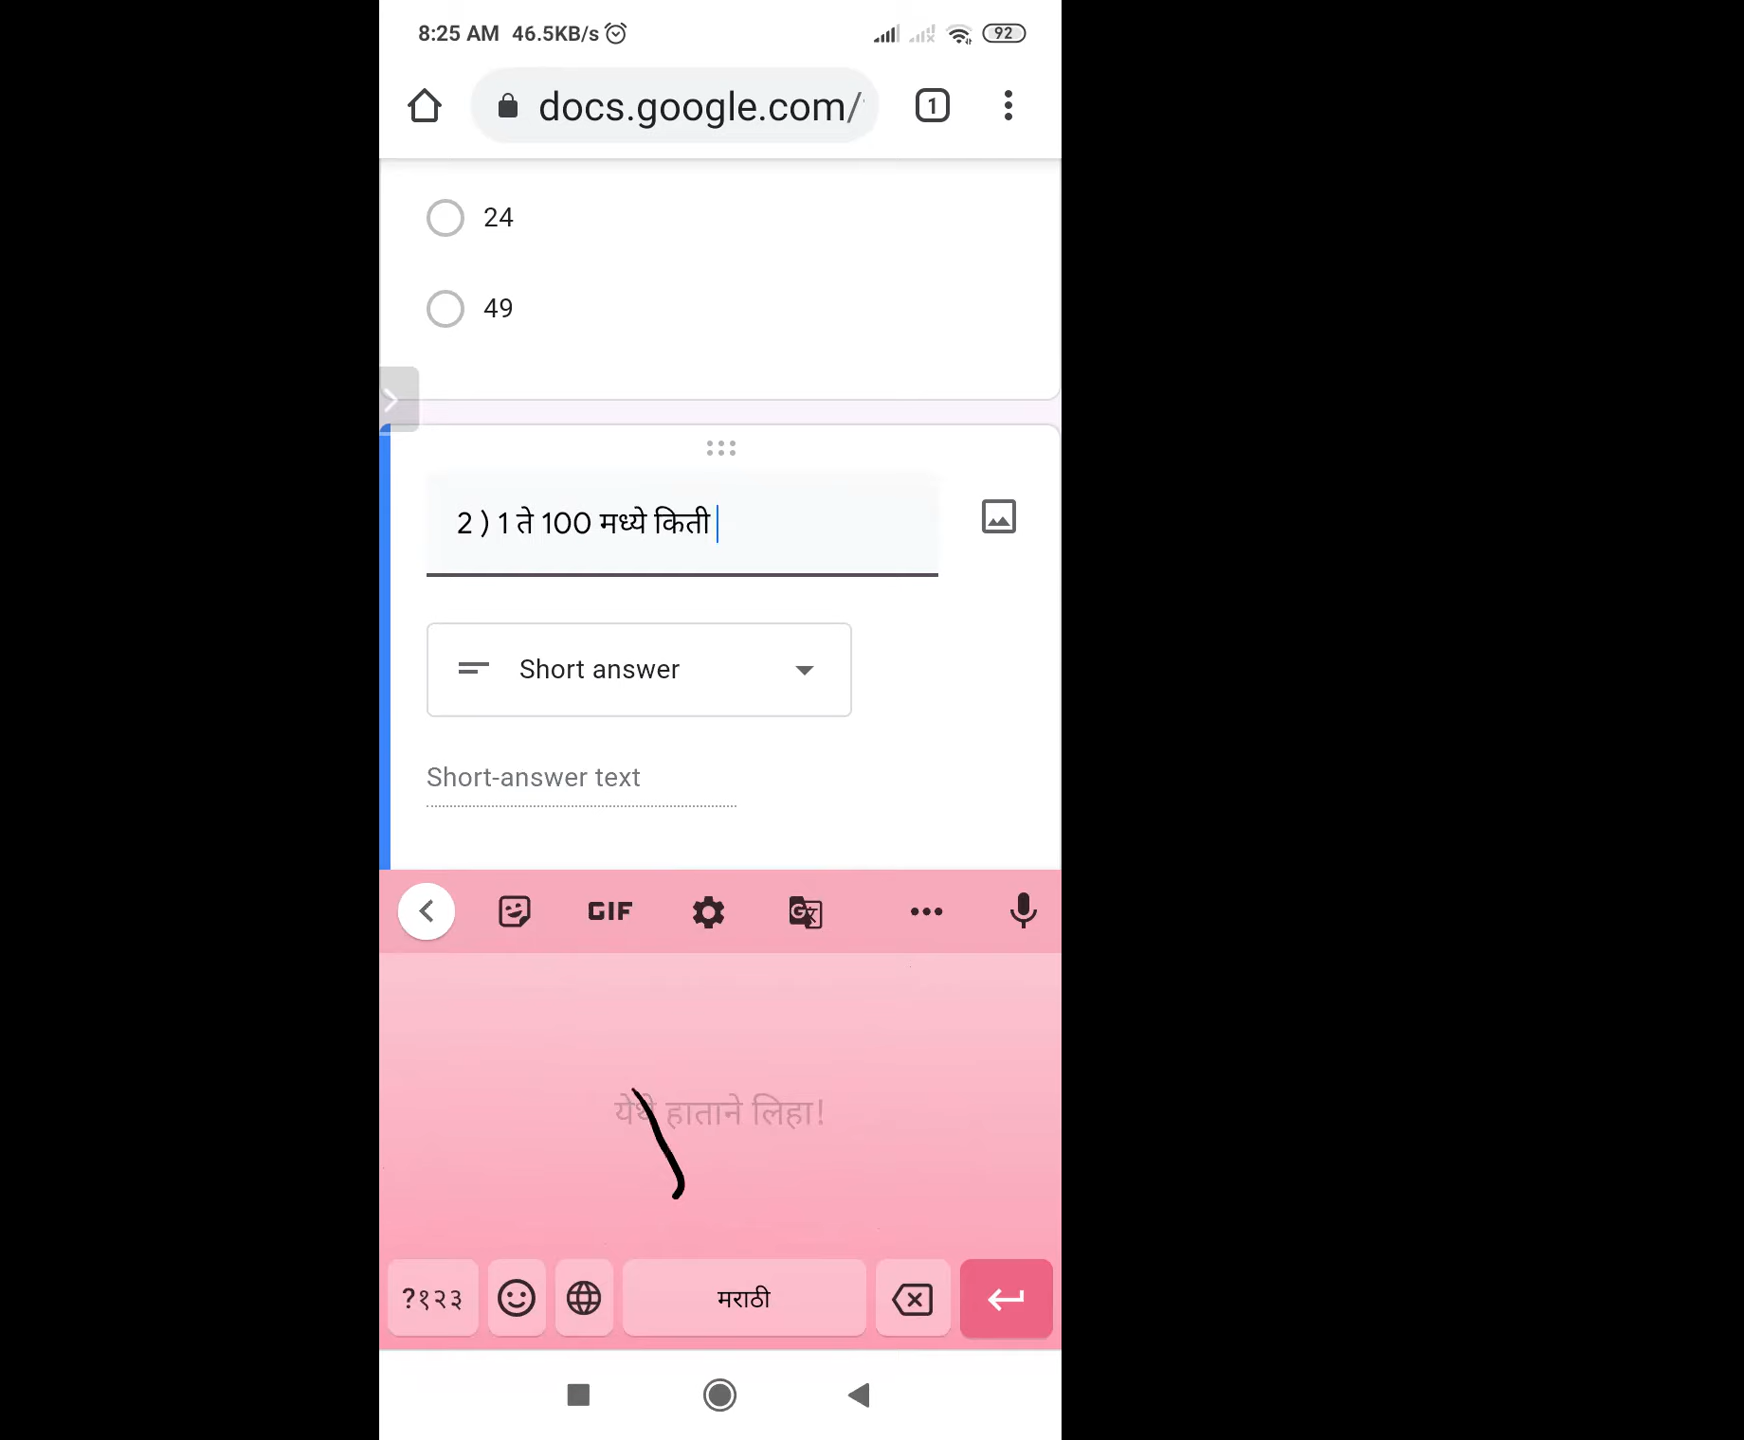 8:25 AM 46.5KB/s 92
docs.google.com/
1
24
49
2 ) 1 ते 100 मध्ये किती
Short answer
Short-answer text
GIF
येथे हाताने लिहा!
?१२३ मराठी